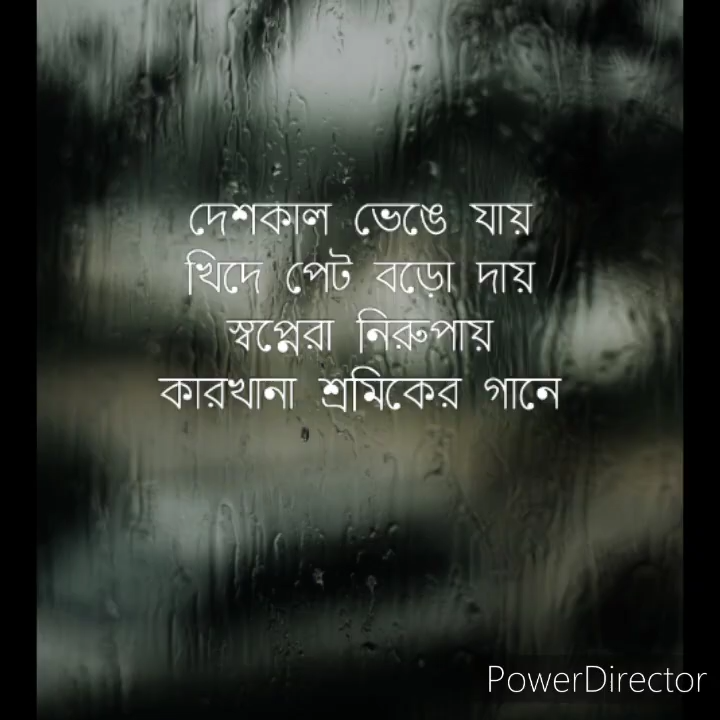 দেশকাল ভেঙে যায়
খিদে পেট বড়ো দায়
স্বপ্নেরা নিরুপায়
কারখানা শ্রমিকের গানে
PowerDirector